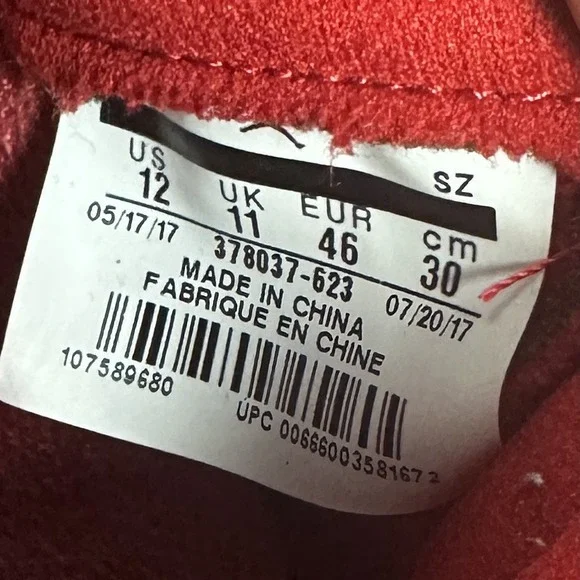 SZ
US UK EUR cm
12 11 46 30
05/17/17 378037-623 07/20/17
MADE IN CHINA
FABRIQUE EN CHINE
107589680
UPC 00666003581672